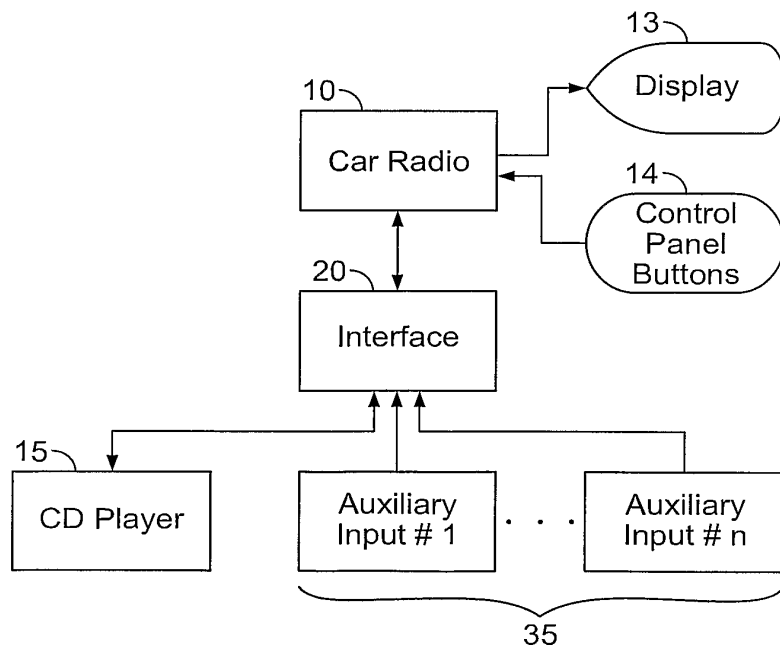 13
Display
10
Car Radio
14
Control
Panel
Buttons
20
Interface
15
CD Player
Auxiliary
Input # 1
. . .
Auxiliary
Input # n
35